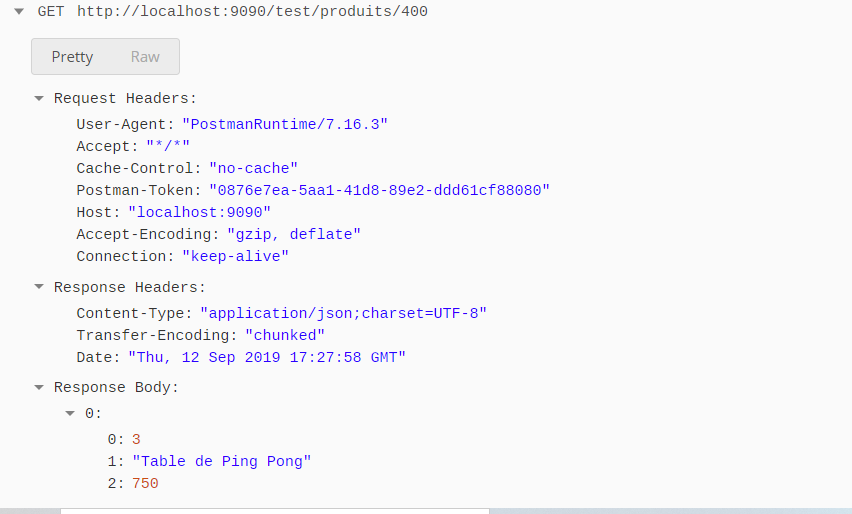 GET http://localhost:9090/test/produits/400
Pretty Raw
Request Headers:
User-Agent: "PostmanRuntime/7.16.3"
Accept: "*/*"
Cache-Control: "no-cache"
Postman-Token: "0876e7ea-5aa1-41d8-89e2-ddd61cf88080"
Host: "localhost:9090"
Accept-Encoding: "gzip, deflate"
Connection: "keep-alive"
Response Headers:
Content-Type: "application/json;charset=UTF-8"
Transfer-Encoding: "chunked"
Date: "Thu, 12 Sep 2019 17:27:58 GMT"
Response Body:
0:
0: 3
1: "Table de Ping Pong"
2: 750